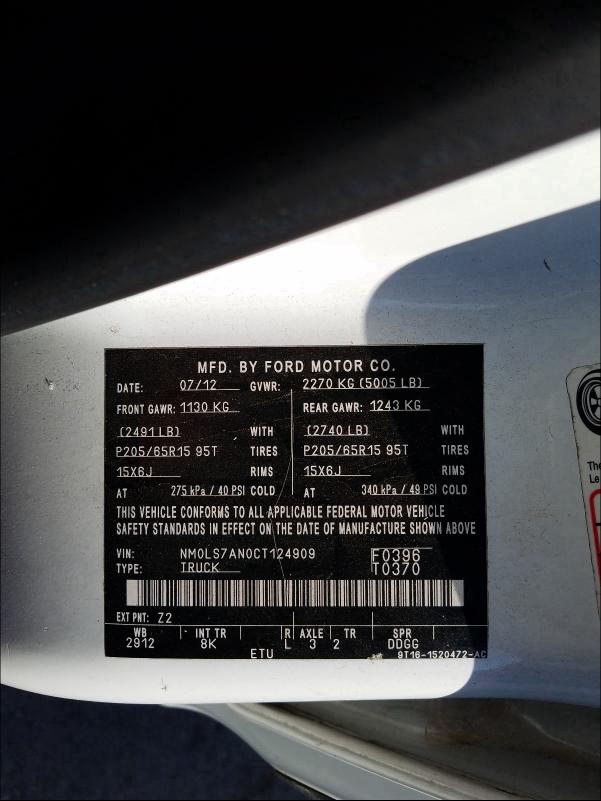 MFD. BY FORD MOTOR CO.
DATE: 07/12 GVWR: 2270 KG (5005 LB)
FRONT GAWR: 1130 KG REAR GAWR: 1243 KG
(2491 LB) WITH (2740 LB) WITH
P205/65R15 95T TIRES P205/65R15 95T TIRES
15X6J RIMS 15X6J RIMS
AT 275 kPa / 40 PSI COLD AT 340 kPa / 49 PSI COLD
THIS VEHICLE CONFORMS TO ALL APPLICABLE FEDERAL MOTOR VEHICLE
SAFETY STANDARDS IN EFFECT ON THE DATE OF MANUFACTURE SHOWN ABOVE
VIN: NM0LS7AN0CT124909 F0396
TYPE: TRUCK T0370
EXT PNT: Z2
WB INT TR R AXLE TR SPR
2912 8K L 3 2 DDGG
ETU 9T16-1520472-AC
The
Le